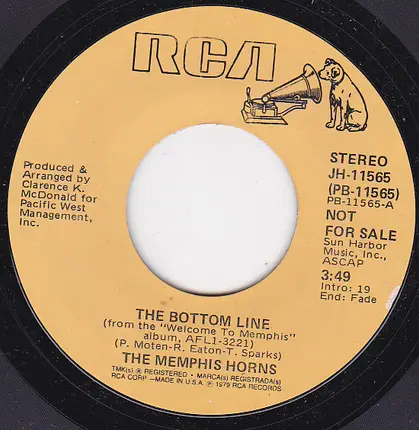 RCA
Produced &
Arranged by
Clarence K.
McDonald for
Pacific West
Management,
Inc.
STEREO
JH-11565
(PB-11565)
PB-11565-A
NOT
FOR SALE
Sun Harbor
Music, Inc.,
ASCAP
3:49
Intro: 19
End: Fade
THE BOTTOM LINE
(from the "Welcome To Memphis"
album, AFL1-3221)
(P. Moten-R. Eaton-T. Sparks)
THE MEMPHIS HORNS
TMK(s) ® REGISTERED • MARCA(s) REGISTRADA(s)
RCA CORP—MADE IN U.S.A. ℗ 1979 RCA RECORDS